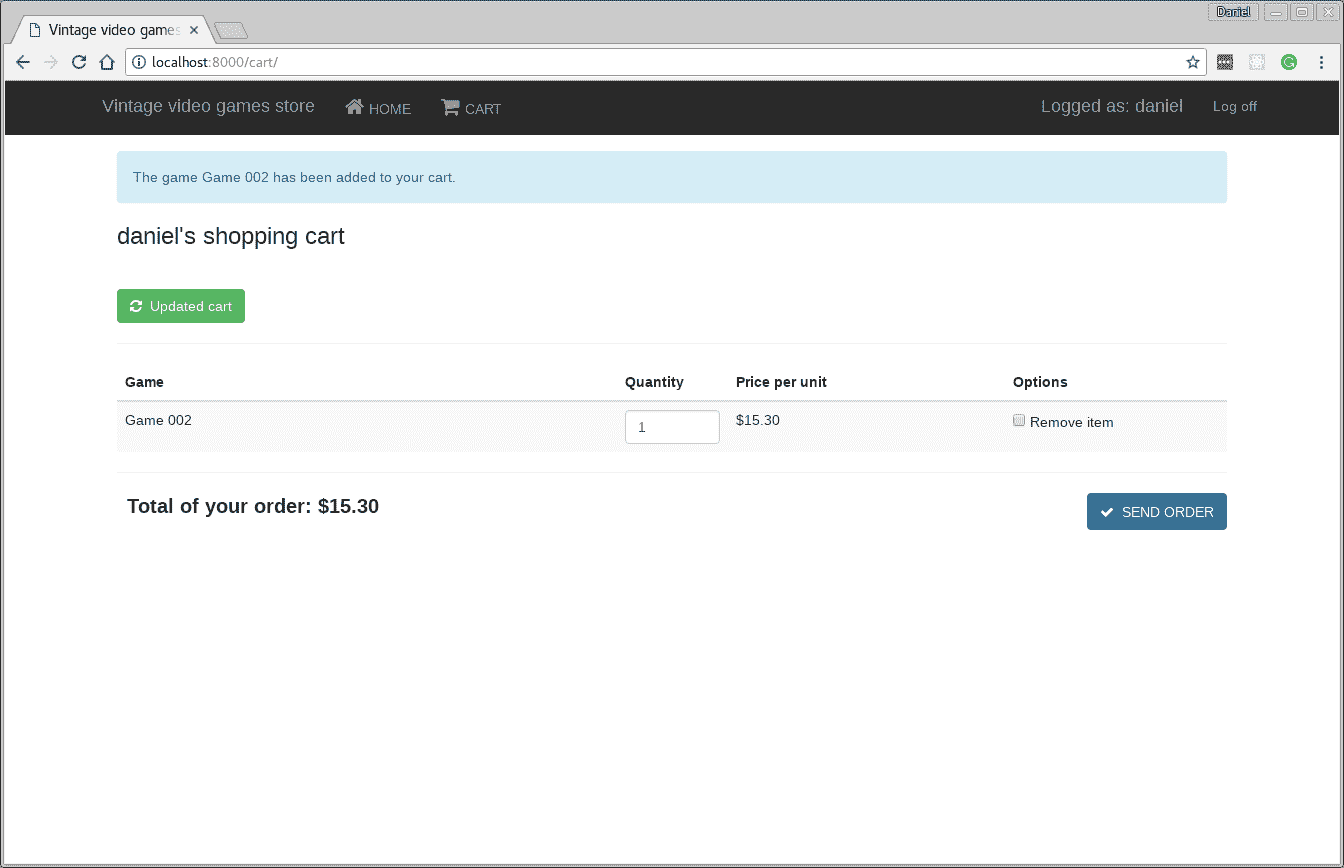 Daniel
Vintage video games
localhost:8000/cart/
Vintage video games store HOME CART Logged as: daniel Log off
The game Game 002 has been added to your cart.
daniel's shopping cart
Updated cart
Game Quantity Price per unit Options
Game 002 1 $15.30 Remove item
Total of your order: $15.30 SEND ORDER